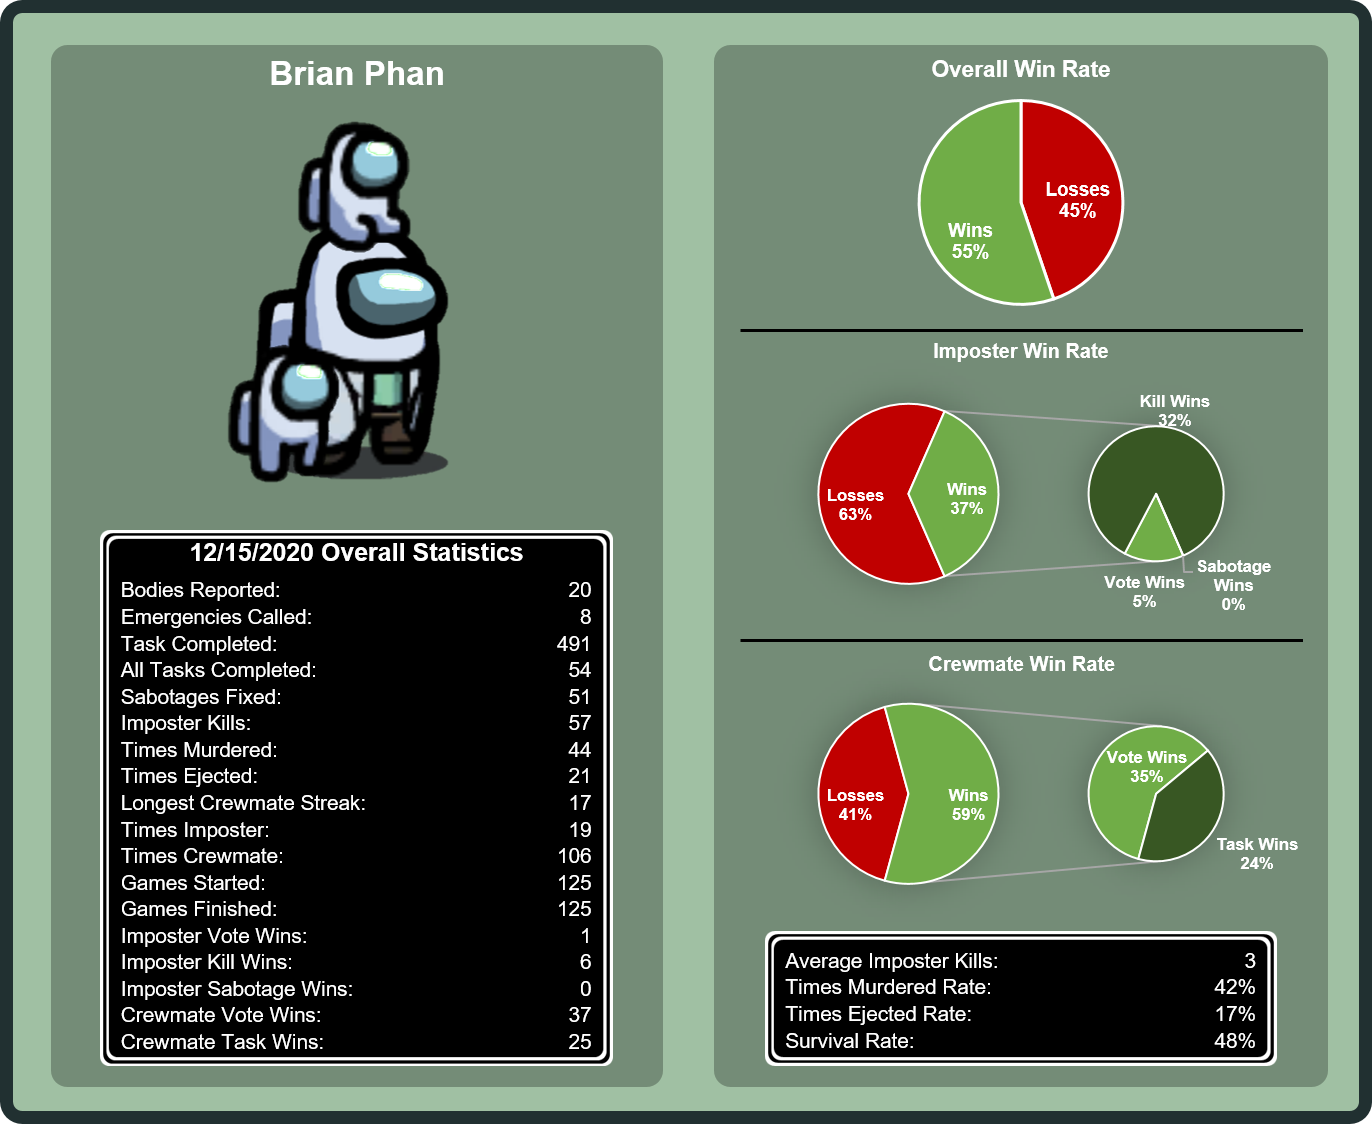 Brian Phan
12/15/2020 Overall Statistics
Bodies Reported: 20
Emergencies Called: 8
Task Completed: 491
All Tasks Completed: 54
Sabotages Fixed: 51
Imposter Kills: 57
Times Murdered: 44
Times Ejected: 21
Longest Crewmate Streak: 17
Times Imposter: 19
Times Crewmate: 106
Games Started: 125
Games Finished: 125
Imposter Vote Wins: 1
Imposter Kill Wins: 6
Imposter Sabotage Wins: 0
Crewmate Vote Wins: 37
Crewmate Task Wins: 25
Overall Win Rate
Losses
45%
Wins
55%
Imposter Win Rate
Losses
63%
Wins
37%
Kill Wins
32%
Vote Wins
5%
Sabotage
Wins
0%
Crewmate Win Rate
Losses
41%
Wins
59%
Vote Wins
35%
Task Wins
24%
Average Imposter Kills: 3
Times Murdered Rate: 42%
Times Ejected Rate: 17%
Survival Rate: 48%